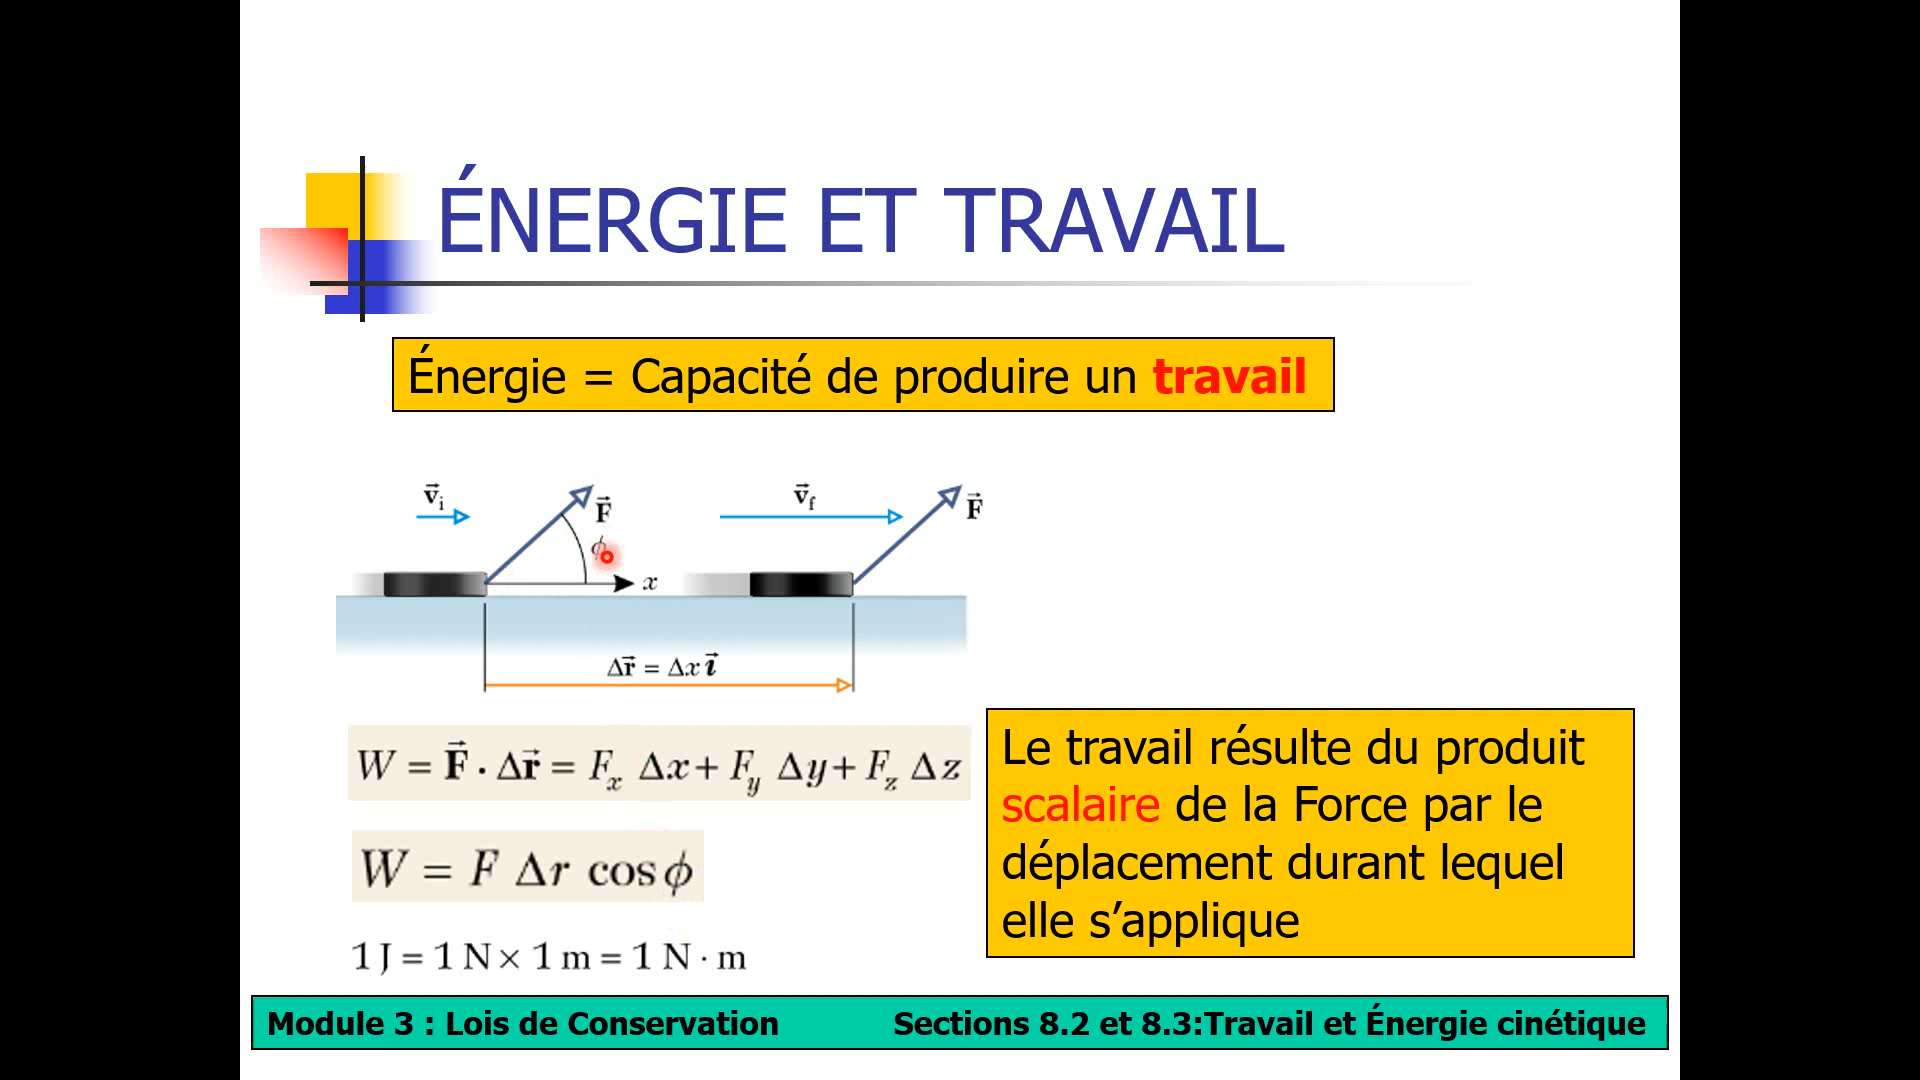 ÉNERGIE ET TRAVAIL
Énergie = Capacité de produire un travail
v⃗i
F⃗
ϕ
x
v⃗f
F⃗
Δr⃗ = Δx i⃗
W = F⃗ · Δr⃗ = Fx Δx + Fy Δy + Fz Δz
W = F Δr cos ϕ
1 J = 1 N × 1 m = 1 N · m
Le travail résulte du produit
scalaire de la Force par le
déplacement durant lequel
elle s’applique
Module 3 : Lois de Conservation Sections 8.2 et 8.3:Travail et Énergie cinétique